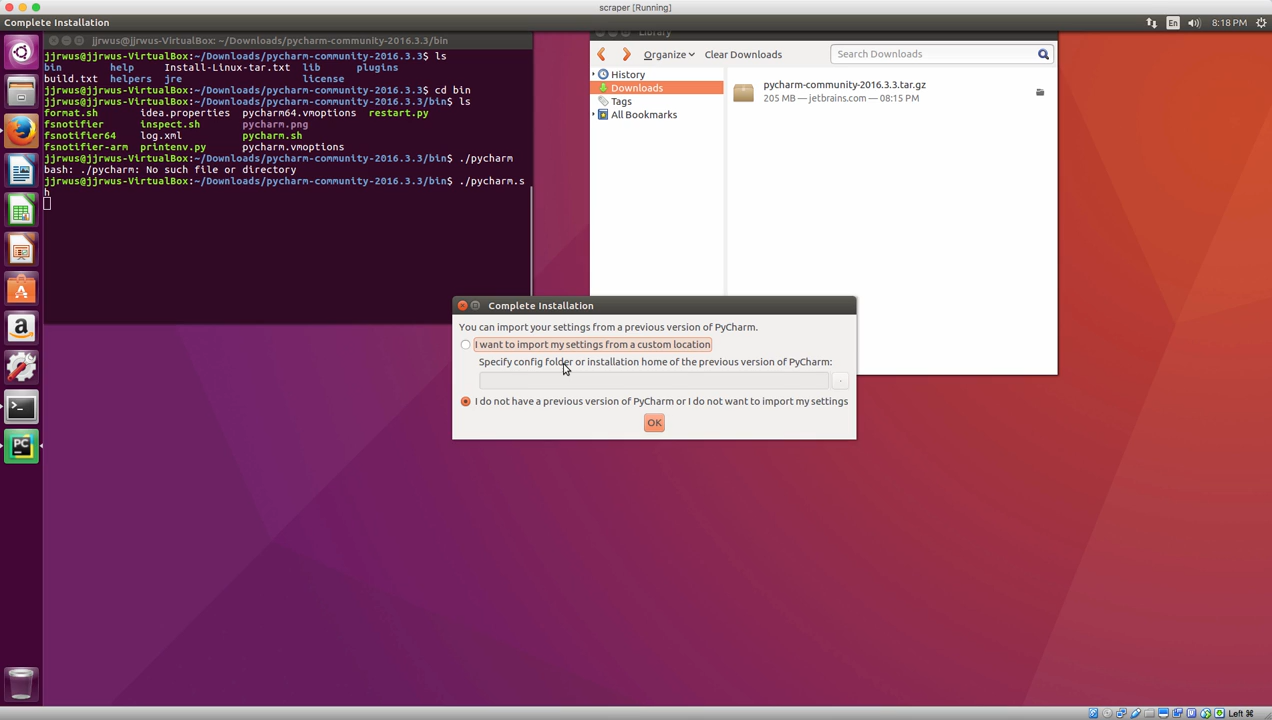 scraper [Running]
Complete Installation
En
8:18 PM
jjrwus@jjrwus-VirtualBox: ~/Downloads/pycharm-community-2016.3.3/bin
jjrwus@jjrwus-VirtualBox:~/Downloads/pycharm-community-2016.3.3$ ls
bin help Install-Linux-tar.txt lib plugins
build.txt helpers jre license
jjrwus@jjrwus-VirtualBox:~/Downloads/pycharm-community-2016.3.3$ cd bin
jjrwus@jjrwus-VirtualBox:~/Downloads/pycharm-community-2016.3.3/bin$ ls
format.sh idea.properties pycharm64.vmoptions restart.py
fsnotifier inspect.sh pycharm.png
fsnotifier64 log.xml pycharm.sh
fsnotifier-arm printenv.py pycharm.vmoptions
jjrwus@jjrwus-VirtualBox:~/Downloads/pycharm-community-2016.3.3/bin$ ./pycharm
bash: ./pycharm: No such file or directory
jjrwus@jjrwus-VirtualBox:~/Downloads/pycharm-community-2016.3.3/bin$ ./pycharm.s
h
Library
Organize
Clear Downloads
Search Downloads
History
Downloads
Tags
All Bookmarks
pycharm-community-2016.3.3.tar.gz
205 MB — jetbrains.com — 08:15 PM
Complete Installation
You can import your settings from a previous version of PyCharm.
I want to import my settings from a custom location
Specify config folder or installation home of the previous version of PyCharm:
I do not have a previous version of PyCharm or I do not want to import my settings
OK
PC
Left ⌘